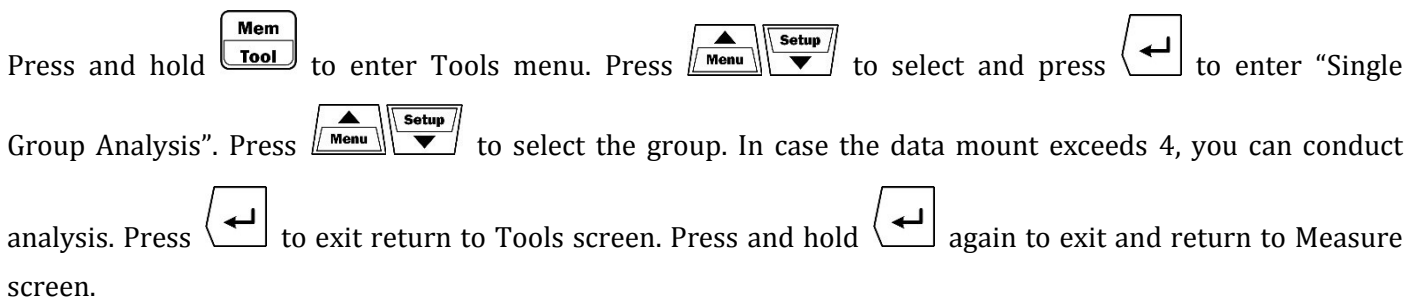 Press and hold Mem Tool to enter Tools menu. Press ▲ Menu Setup ▼ to select and press ↵ to enter “Single
Group Analysis”. Press ▲ Menu Setup ▼ to select the group. In case the data mount exceeds 4, you can conduct
analysis. Press ↵ to exit return to Tools screen. Press and hold ↵ again to exit and return to Measure
screen.